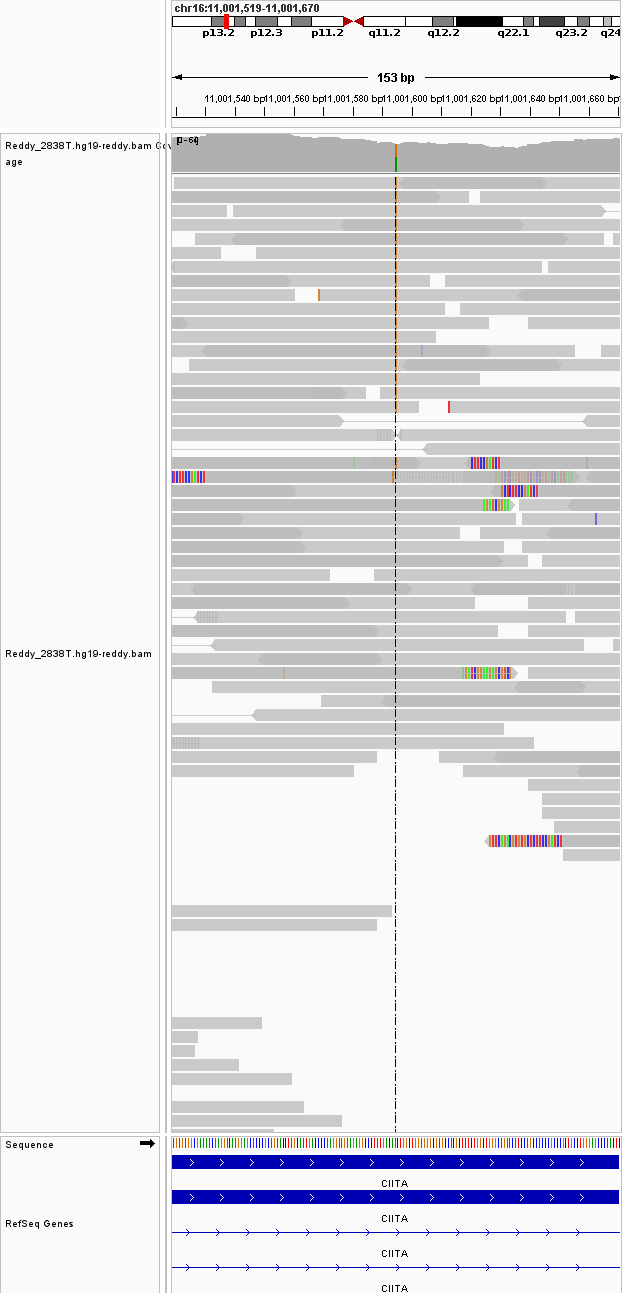 chr16:11,001,519-11,001,670
p13.2 p12.3 p11.2 q11.2 q12.2 q22.1 q23.2 q24
153 bp
11,001,540 bp 11,001,560 bp 11,001,580 bp 11,001,600 bp 11,001,620 bp 11,001,640 bp 11,001,660 bp
Reddy_2838T.hg19-reddy.bam Cov
age
Reddy_2838T.hg19-reddy.bam
Sequence
CIITA
CIITA
RefSeq Genes
CIITA
CIITA